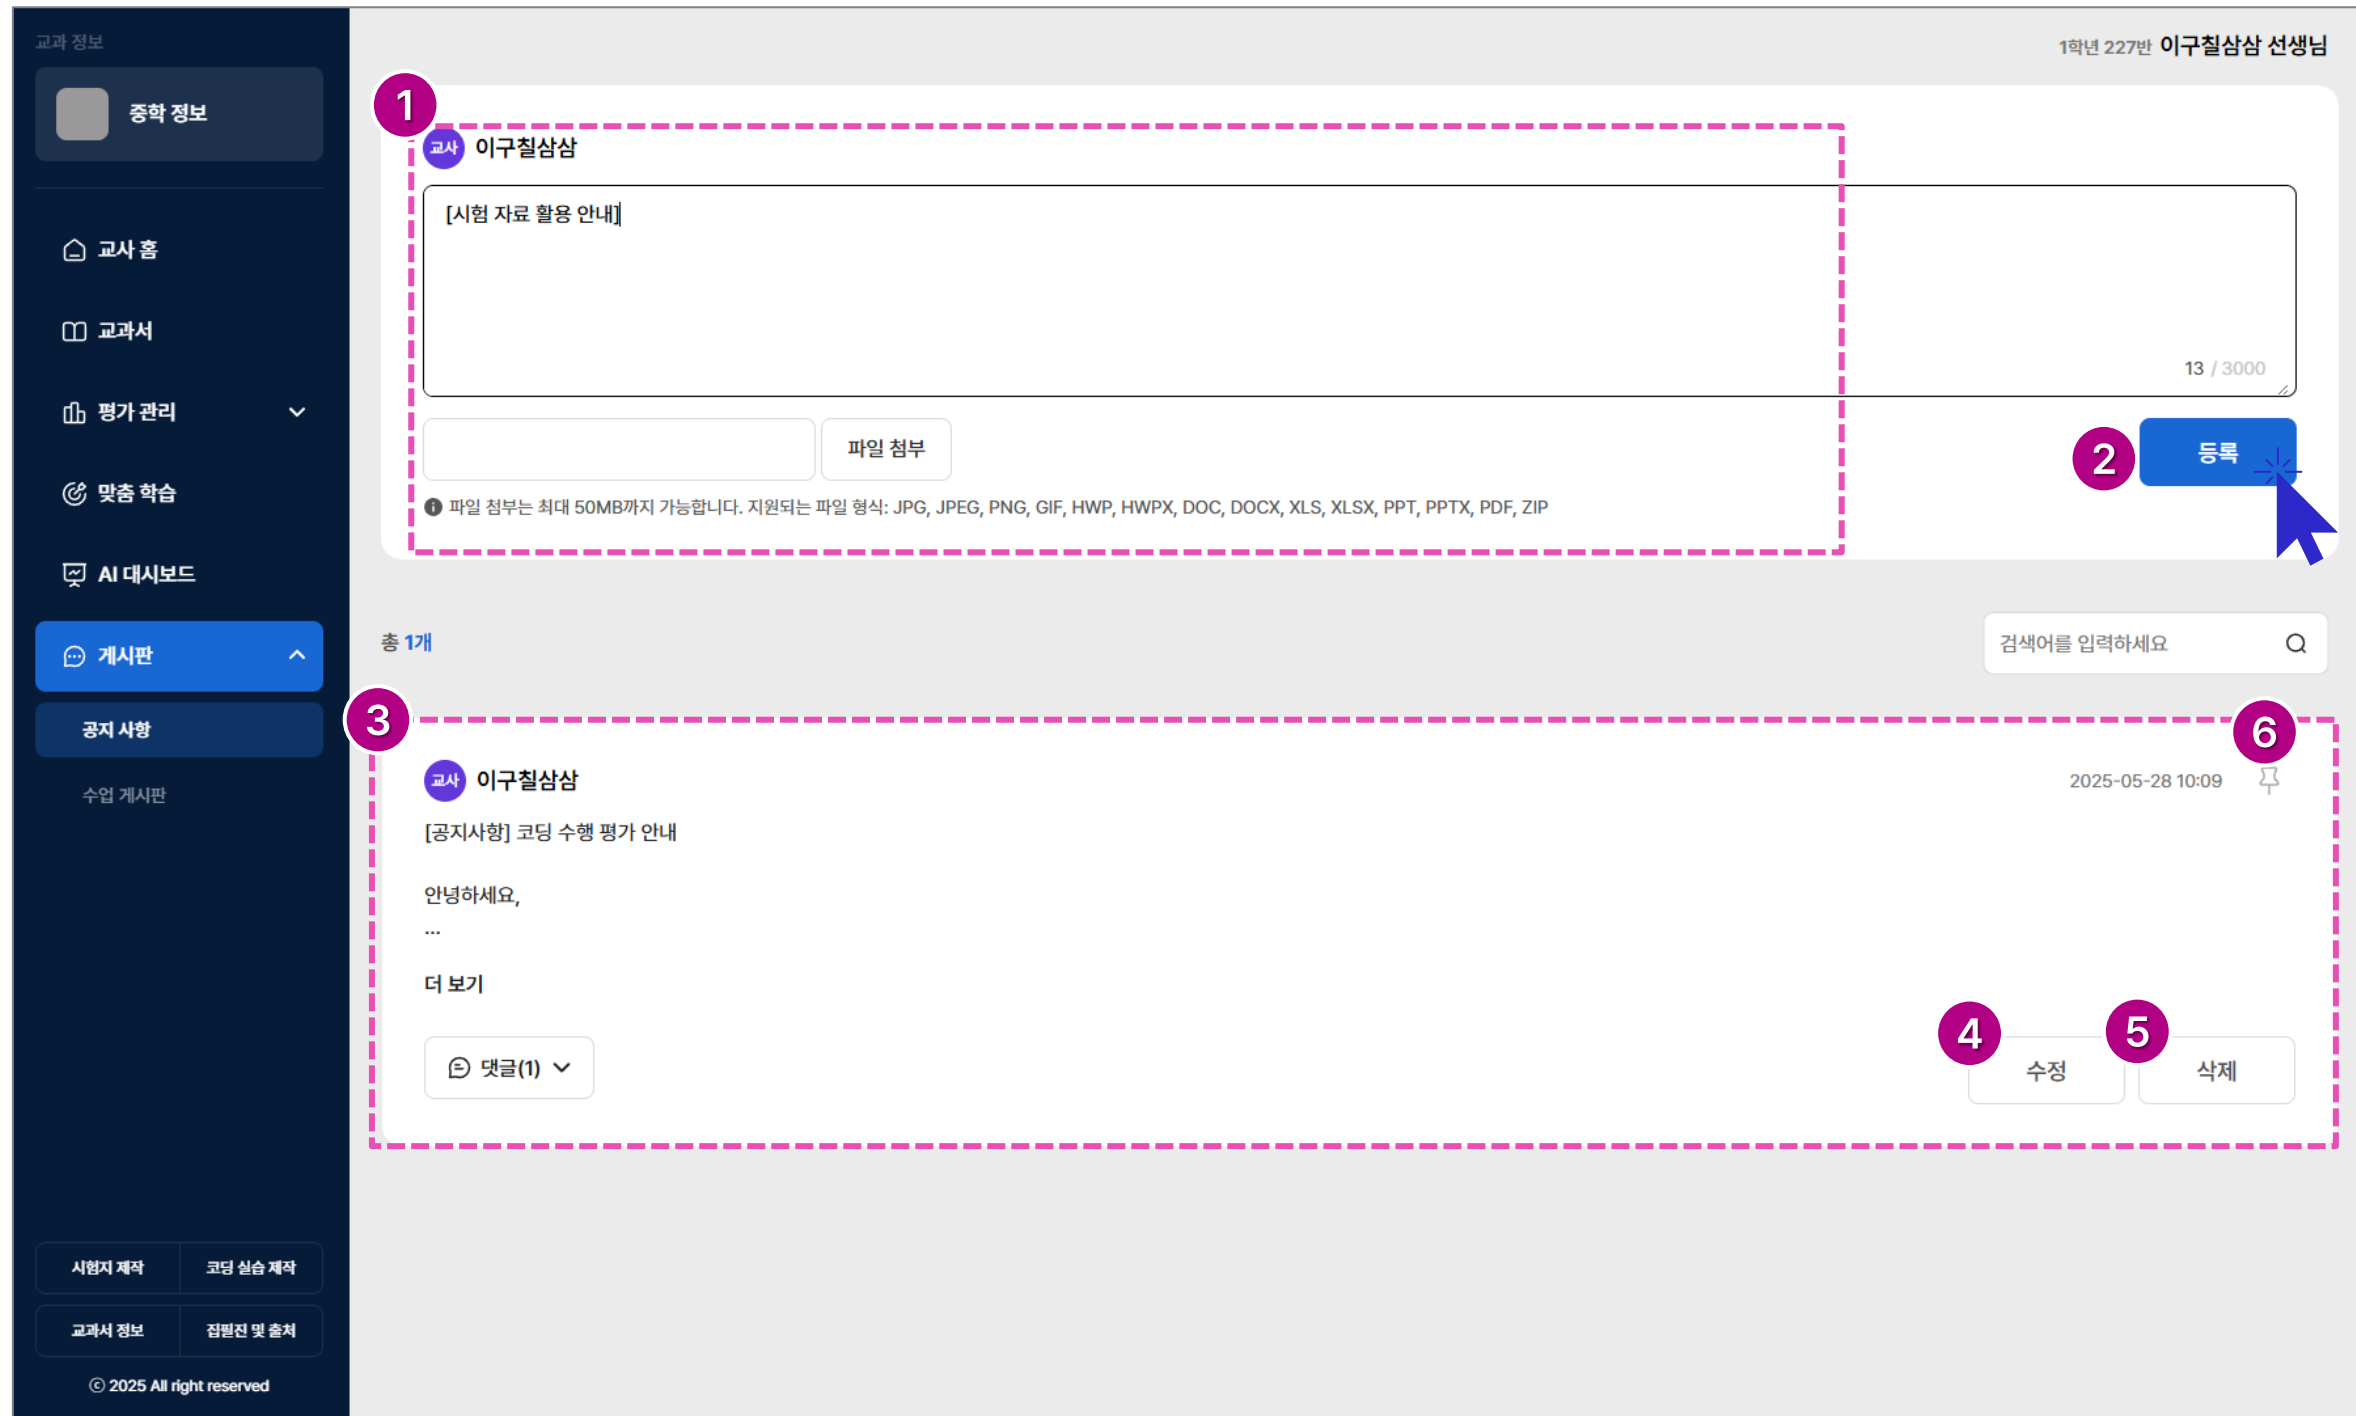 교과 정보
중학 정보
교사 홈
교과서
평가 관리
맞춤 학습
AI 대시보드
게시판
공지 사항
수업 게시판
시험지 제작
코딩 실습 제작
교과서 정보
집필진 및 출처
ⓒ 2025 All right reserved
1학년 227반 이구칠삼삼 선생님
1
교사 이구칠삼삼
[시험 자료 활용 안내]
13 / 3000
파일 첨부
2
등록
파일 첨부는 최대 50MB까지 가능합니다. 지원되는 파일 형식: JPG, JPEG, PNG, GIF, HWP, HWPX, DOC, DOCX, XLS, XLSX, PPT, PPTX, PDF, ZIP
총 1개
검색어를 입력하세요
3
6
교사 이구칠삼삼
2025-05-28 10:09
[공지사항] 코딩 수행 평가 안내
안녕하세요,
...
더 보기
댓글(1)
4
수정
5
삭제